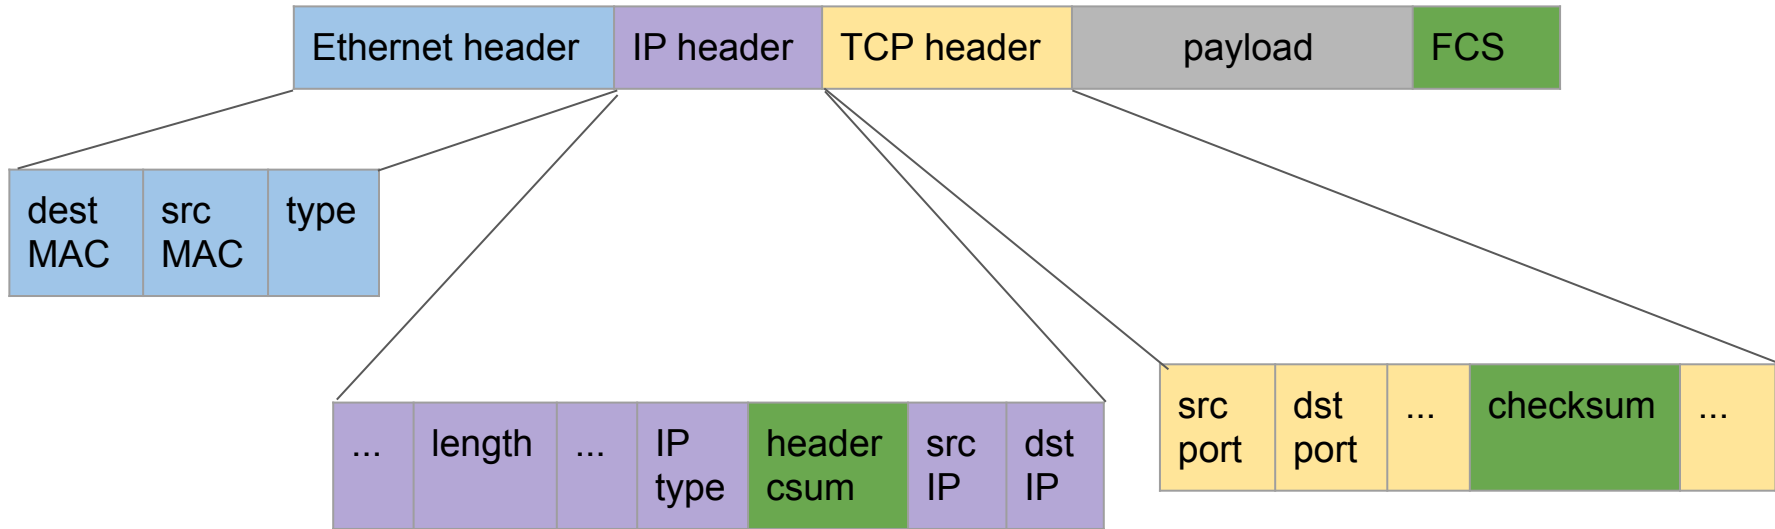 Ethernet header IP header TCP header payload FCS
dest MAC
src MAC
type
... length ... IP type header csum src IP dst IP
src port dst port ... checksum ...